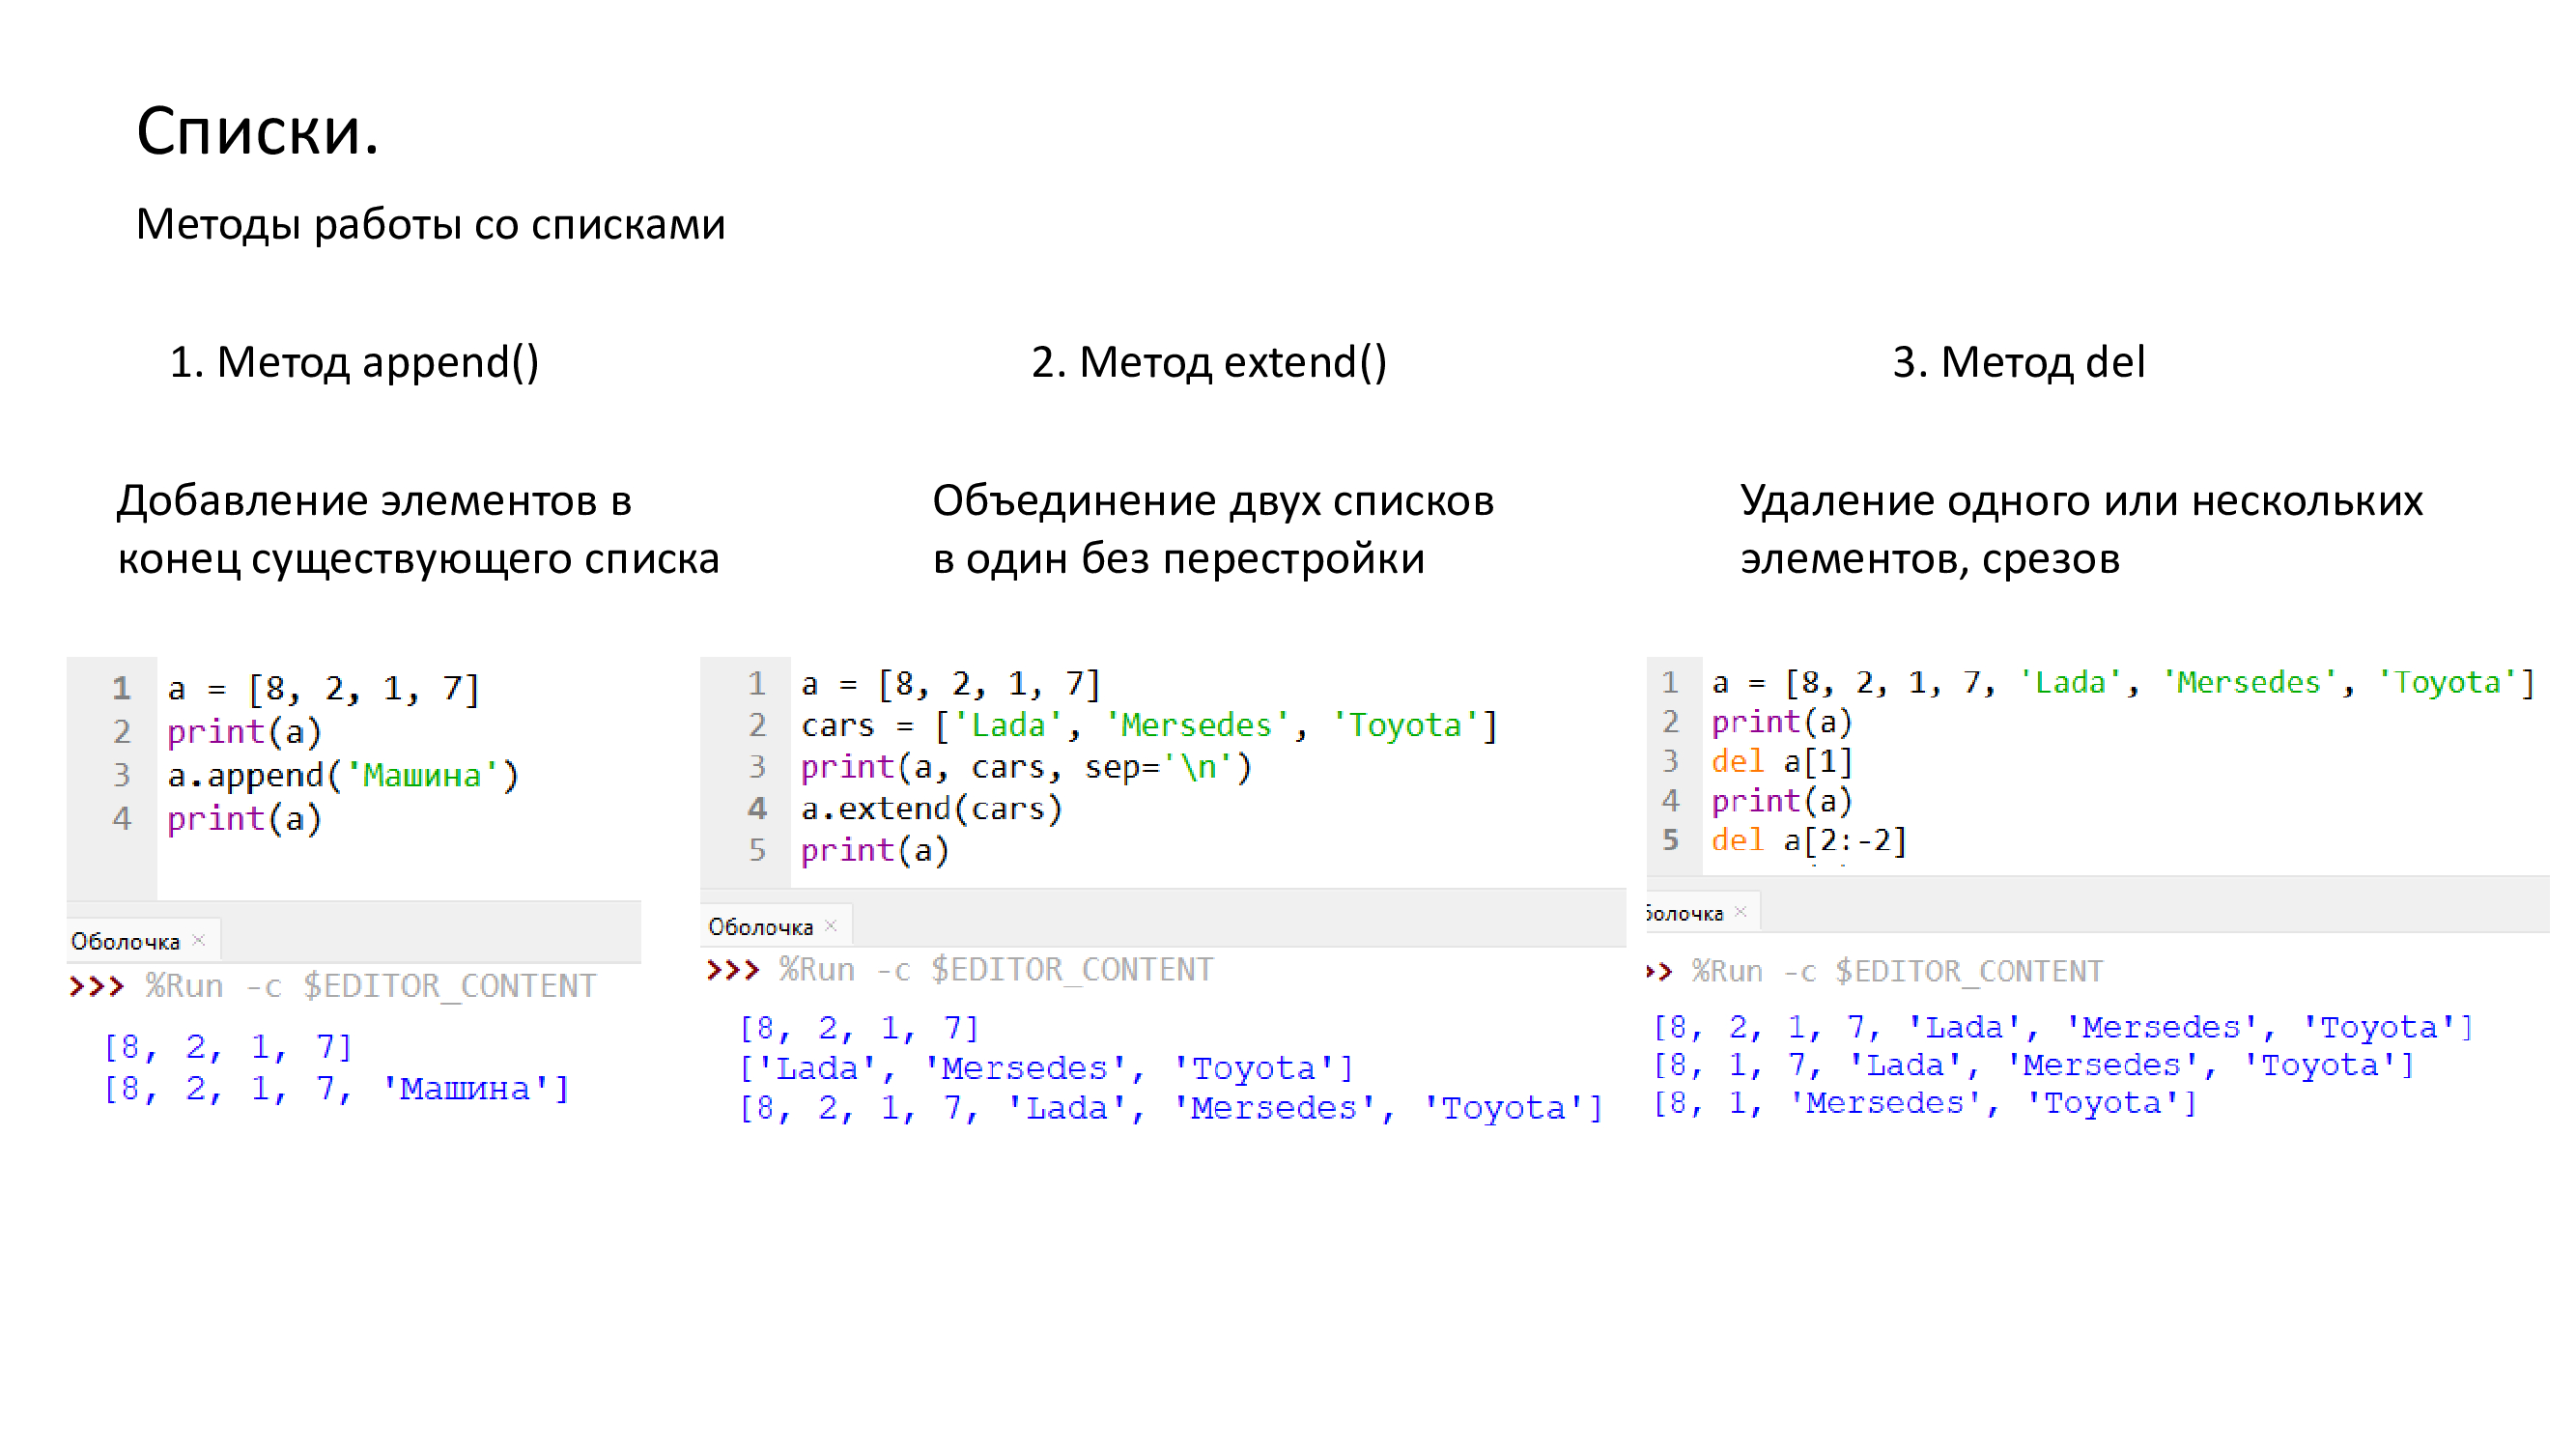 Списки.
Методы работы со списками
1. Метод append()
Добавление элементов в
конец существующего списка
1 a = [8, 2, 1, 7]
2 print(a)
3 a.append('Машина')
4 print(a)
Оболочка ×
>>> %Run -c $EDITOR_CONTENT
[8, 2, 1, 7]
[8, 2, 1, 7, 'Машина']
2. Метод extend()
Объединение двух списков
в один без перестройки
1 a = [8, 2, 1, 7]
2 cars = ['Lada', 'Mersedes', 'Toyota']
3 print(a, cars, sep='\n')
4 a.extend(cars)
5 print(a)
Оболочка ×
>>> %Run -c $EDITOR_CONTENT
[8, 2, 1, 7]
['Lada', 'Mersedes', 'Toyota']
[8, 2, 1, 7, 'Lada', 'Mersedes', 'Toyota']
3. Метод del
Удаление одного или нескольких
элементов, срезов
1 a = [8, 2, 1, 7, 'Lada', 'Mersedes', 'Toyota']
2 print(a)
3 del a[1]
4 print(a)
5 del a[2:-2]
болочка ×
>> %Run -c $EDITOR_CONTENT
[8, 2, 1, 7, 'Lada', 'Mersedes', 'Toyota']
[8, 1, 7, 'Lada', 'Mersedes', 'Toyota']
[8, 1, 'Mersedes', 'Toyota']